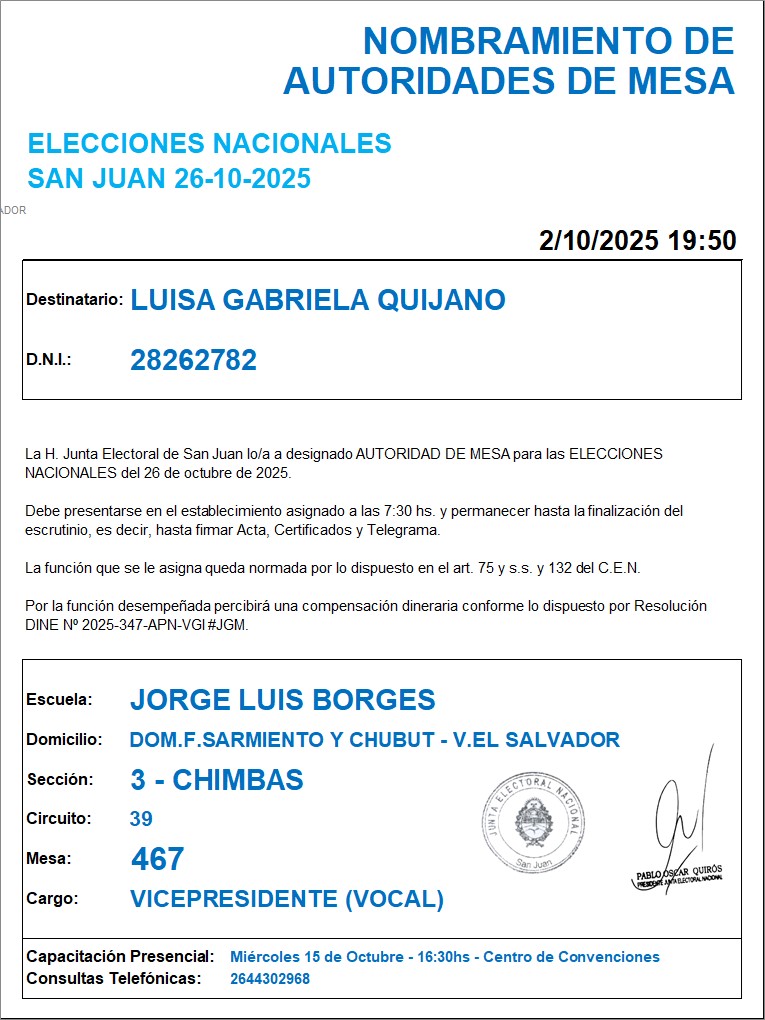 NOMBRAMIENTO DE
AUTORIDADES DE MESA
ELECCIONES NACIONALES
SAN JUAN 26-10-2025
ADOR
2/10/2025 19:50
Destinatario: LUISA GABRIELA QUIJANO
D.N.I.: 28262782
La H. Junta Electoral de San Juan lo/a a designado AUTORIDAD DE MESA para las ELECCIONES
NACIONALES del 26 de octubre de 2025.
Debe presentarse en el establecimiento asignado a las 7:30 hs. y permanecer hasta la finalización del
escrutinio, es decir, hasta firmar Acta, Certificados y Telegrama.
La función que se le asigna queda normada por lo dispuesto en el art. 75 y s.s. y 132 del C.E.N.
Por la función desempeñada percibirá una compensación dineraria conforme lo dispuesto por Resolución
DINE Nº 2025-347-APN-VGI#JGM.
Escuela: JORGE LUIS BORGES
Domicilio: DOM.F.SARMIENTO Y CHUBUT - V.EL SALVADOR
Sección: 3 - CHIMBAS
Circuito: 39
Mesa: 467
Cargo: VICEPRESIDENTE (VOCAL)
JUNTA ELECTORAL NACIONAL
San Juan
PABLO OSCAR QUIRÓS
PRESIDENTE JUNTA ELECTORAL NACIONAL
Capacitación Presencial: Miércoles 15 de Octubre - 16:30hs - Centro de Convenciones
Consultas Telefónicas: 2644302968